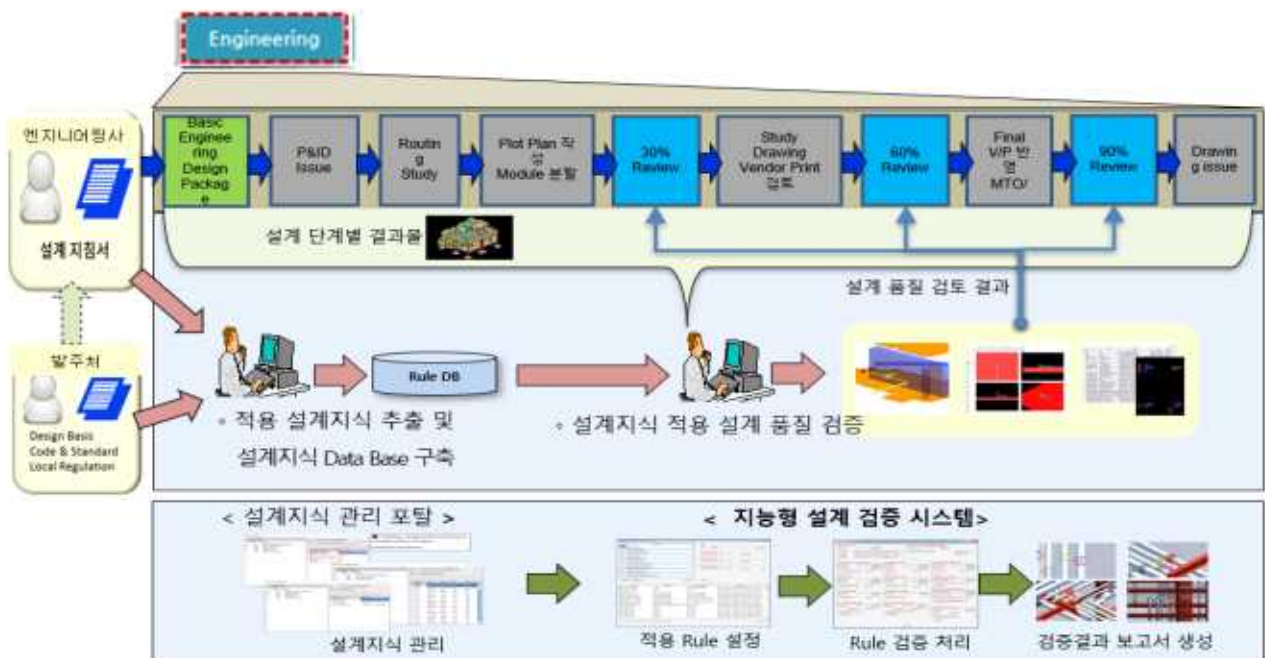 Engineering
엔지니어링사
설계 지침서
Basic
Enginee
ring
Design
Packag
e
P&ID
Issue
Routin
g
Study
Plot Plan 작
성
Module 분할
30%
Review
Study
Drawing
Vendor Print
검토
60%
Review
Final
V/P 반
영
MTO/
90%
Review
Drawin
g issue
설계 단계별 결과물
설계 품질 검토 결과
발주처
Design Basis
Code & Standard
Local Regulation
Rule DB
◦ 적용 설계지식 추출 및
설계지식 Data Base 구축
◦ 설계지식 적용 설계 품질 검증
< 설계지식 관리 포탈 >
< 지능형 설계 검증 시스템>
설계지식 관리
적용 Rule 설정
Rule 검증 처리
검증결과 보고서 생성